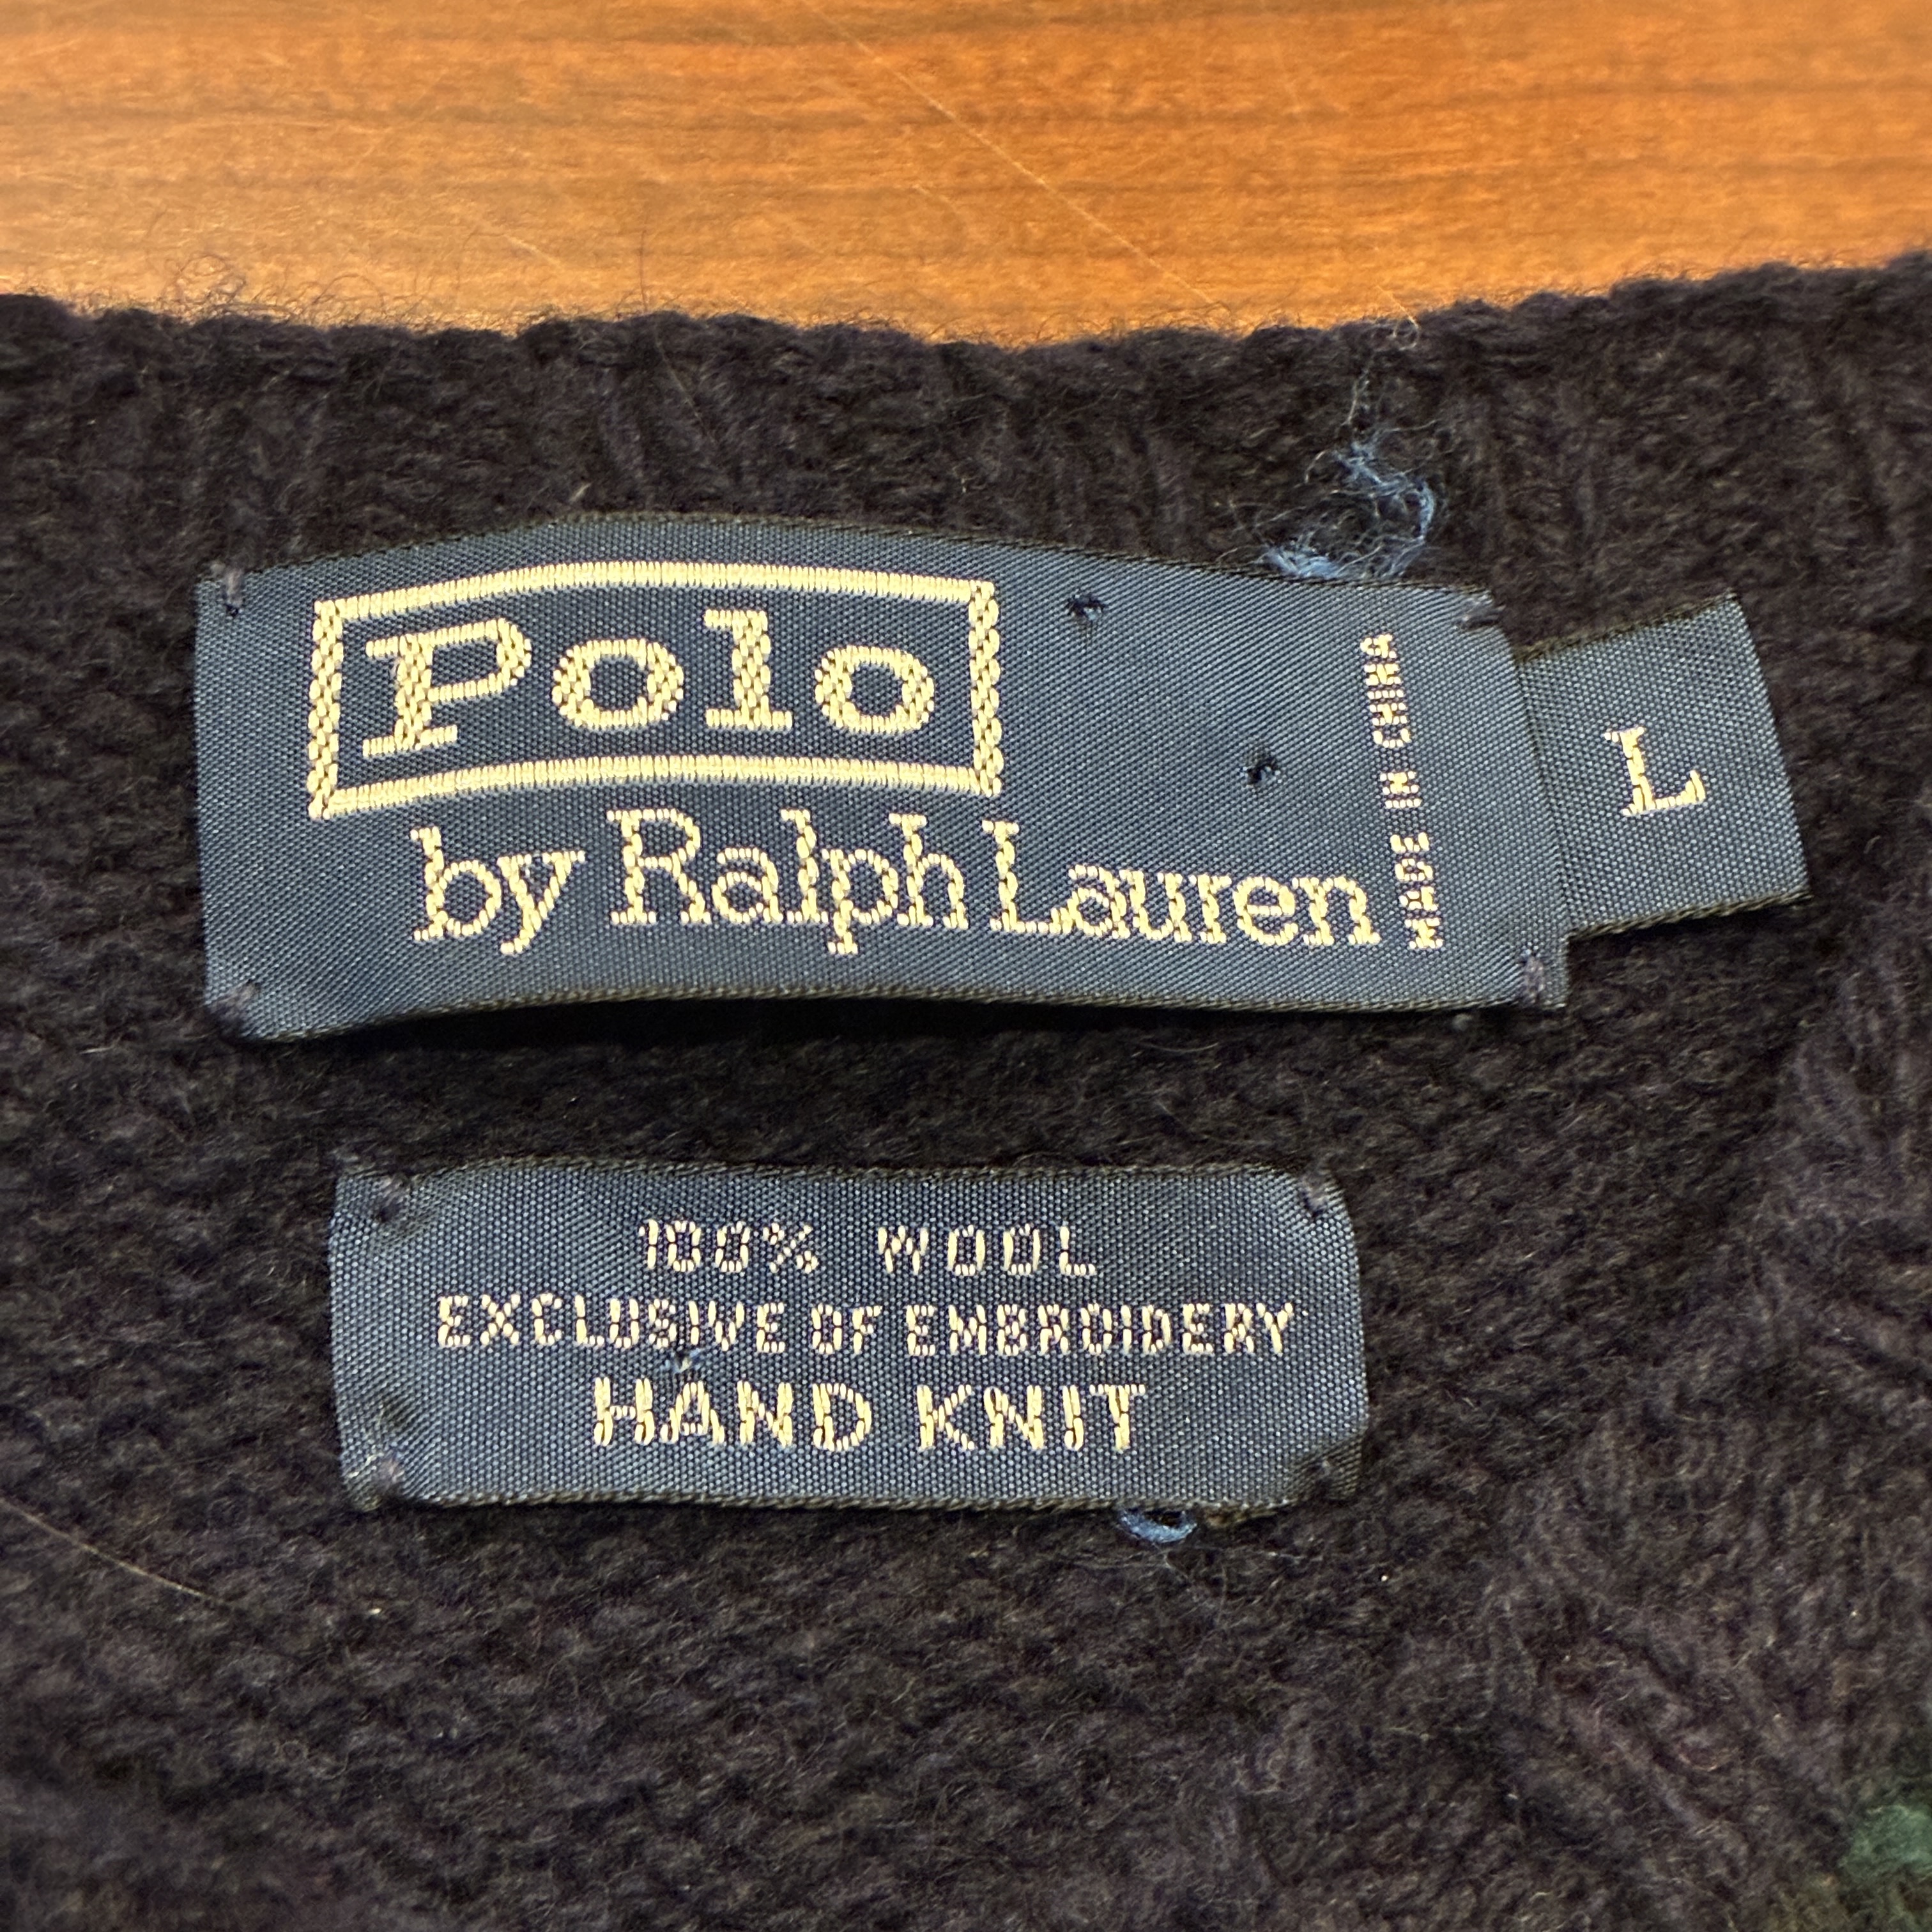 Polo
by Ralph Lauren
MADE IN CHINA
L
100% WOOL
EXCLUSIVE OF EMBROIDERY
HAND KNIT